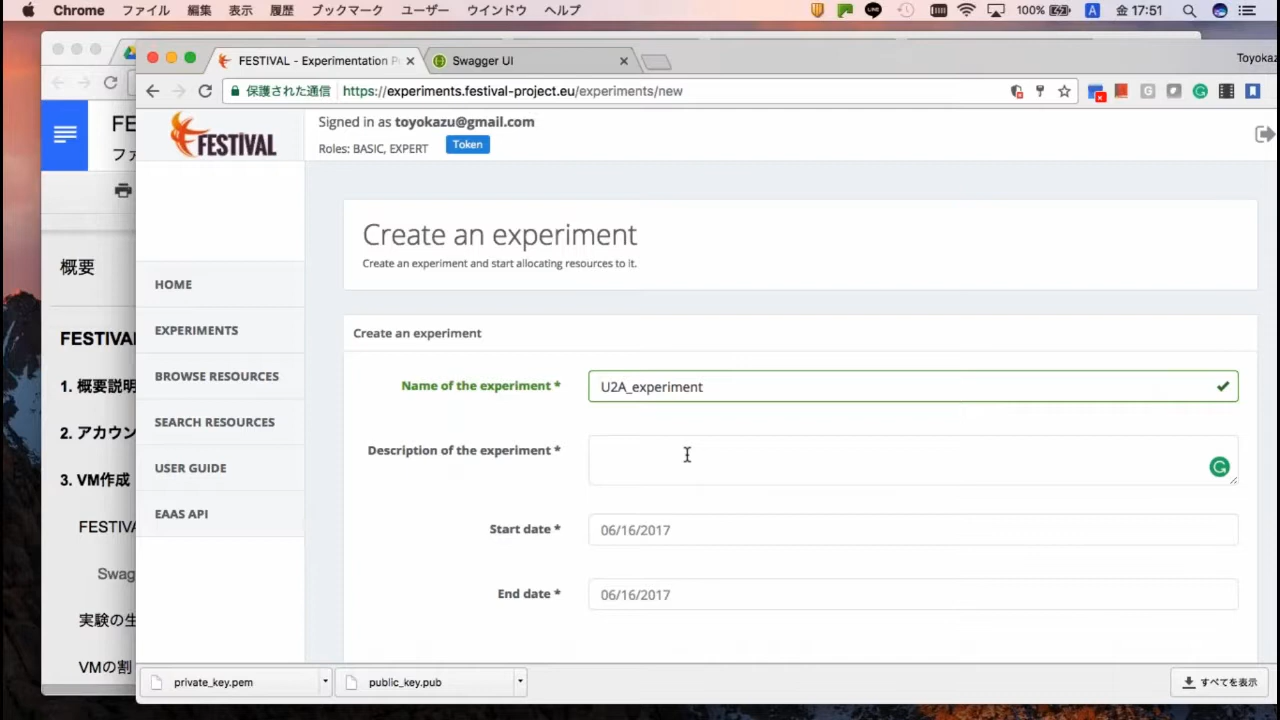 Chrome ファイル 編集 表示 履歴 ブックマーク ユーザー ウインドウ ヘルプ 100% A 金 17:51
FESTIVAL - Experimentation P
Swagger UI
Toyokaz
保護された通信 https://experiments.festival-project.eu/experiments/new
FE
ファ
概要
FESTIVA
1. 概要説明
2. アカウン
3. VM作成
FESTIVA
Swag
実験の生
VMの割
FESTIVAL
Signed in as toyokazu@gmail.com
Roles: BASIC, EXPERT Token
HOME
EXPERIMENTS
BROWSE RESOURCES
SEARCH RESOURCES
USER GUIDE
EAAS API
Create an experiment
Create an experiment and start allocating resources to it.
Create an experiment
Name of the experiment * U2A_experiment
Description of the experiment *
Start date * 06/16/2017
End date * 06/16/2017
private_key.pem
public_key.pub
すべてを表示